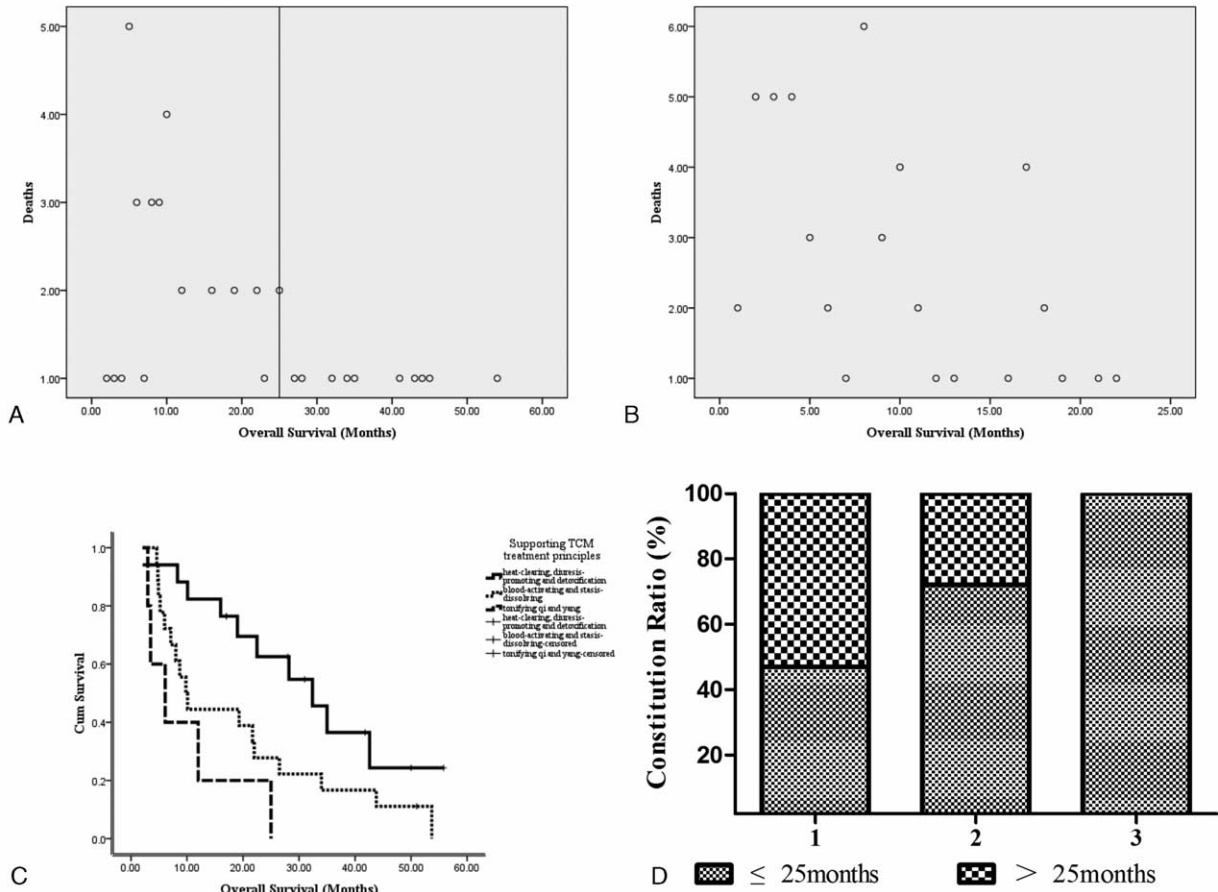 5.00
4.00
3.00
2.00
1.00
Deaths
0.00 10.00 20.00 30.00 40.00 50.00 60.00
Overall Survival (Months)
A
6.00
5.00
4.00
3.00
2.00
1.00
Deaths
0.00 5.00 10.00 15.00 20.00 25.00
Overall Survival (Months)
B
Supporting TCM
treatment principles
heat-clearing, diuresis-
promoting and detoxification
blood-activating and stasis-
dissolving
tonifying qi and yang
heat-clearing, diuresis-
promoting and detoxification
blood-activating and stasis-
dissolving-censored
tonifying qi and yang-censored
1.0
0.8
0.6
0.4
0.2
0.0
Cum Survival
0.00 10.00 20.00 30.00 40.00 50.00 60.00
Overall Survival (Months)
C
100
80
60
40
20
Constitution Ratio (%)
1 2 3
≤ 25months > 25months
D